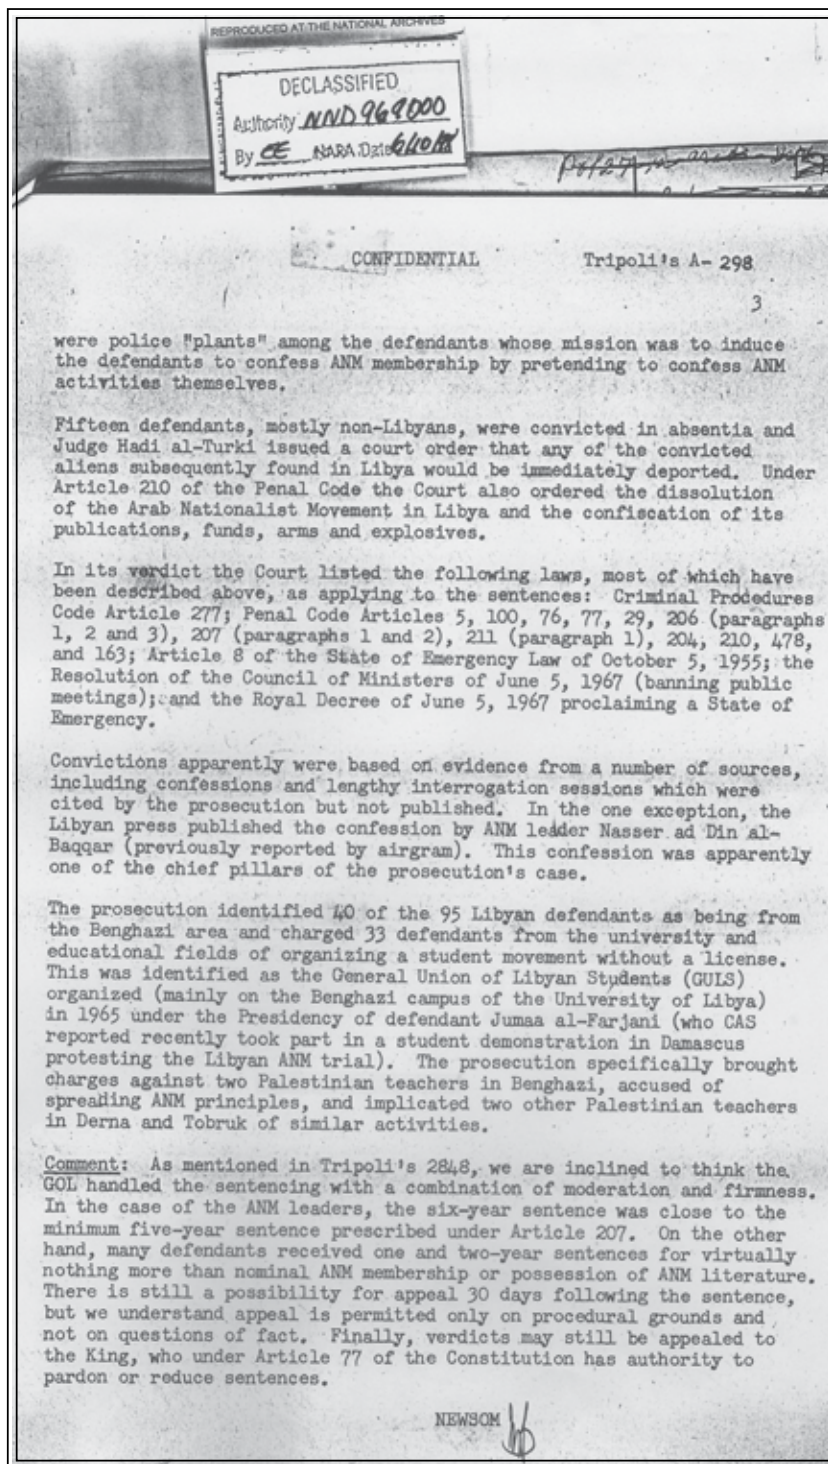 REPRODUCED AT THE NATIONAL ARCHIVES
DECLASSIFIED
Authority NND 969000
By CE NARA Date
CONFIDENTIAL
Tripoli's A- 298
3
were police "plants" among the defendants whose mission was to induce
the defendants to confess ANM membership by pretending to confess ANM
activities themselves.
Fifteen defendants, mostly non-Libyans, were convicted in absentia and
Judge Hadi al-Turki issued a court order that any of the convicted
aliens subsequently found in Libya would be immediately deported. Under
Article 210 of the Penal Code the Court also ordered the dissolution
of the Arab Nationalist Movement in Libya and the confiscation of its
publications, funds, arms and explosives.
In its verdict the Court listed the following laws, most of which have
been described above, as applying to the sentences: Criminal Procedures
Code Article 277; Penal Code Articles 5, 100, 76, 77, 29, 206 (paragraphs
1, 2 and 3), 207 (paragraphs 1 and 2), 211 (paragraph 1), 204, 210, 478,
and 163; Article 8 of the State of Emergency Law of October 5, 1955; the
Resolution of the Council of Ministers of June 5, 1967 (banning public
meetings); and the Royal Decree of June 5, 1967 proclaiming a State of
Emergency.
Convictions apparently were based on evidence from a number of sources,
including confessions and lengthy interrogation sessions which were
cited by the prosecution but not published. In the one exception, the
Libyan press published the confession by ANM leader Nasser ad Din al-
Baqqar (previously reported by airgram). This confession was apparently
one of the chief pillars of the prosecution's case.
The prosecution identified 40 of the 95 Libyan defendants as being from
the Benghazi area and charged 33 defendants from the university and
educational fields of organizing a student movement without a license.
This was identified as the General Union of Libyan Students (GULS)
organized (mainly on the Benghazi campus of the University of Libya)
in 1965 under the Presidency of defendant Jumaa al-Farjani (who CAS
reported recently took part in a student demonstration in Damascus
protesting the Libyan ANM trial). The prosecution specifically brought
charges against two Palestinian teachers in Benghazi, accused of
spreading ANM principles, and implicated two other Palestinian teachers
in Derna and Tobruk of similar activities.
Comment: As mentioned in Tripoli's 2848, we are inclined to think the
GOL handled the sentencing with a combination of moderation and firmness.
In the case of the ANM leaders, the six-year sentence was close to the
minimum five-year sentence prescribed under Article 207. On the other
hand, many defendants received one and two-year sentences for virtually
nothing more than nominal ANM membership or possession of ANM literature.
There is still a possibility for appeal 30 days following the sentence,
but we understand appeal is permitted only on procedural grounds and
not on questions of fact. Finally, verdicts may still be appealed to
the King, who under Article 77 of the Constitution has authority to
pardon or reduce sentences.
NEWSOM